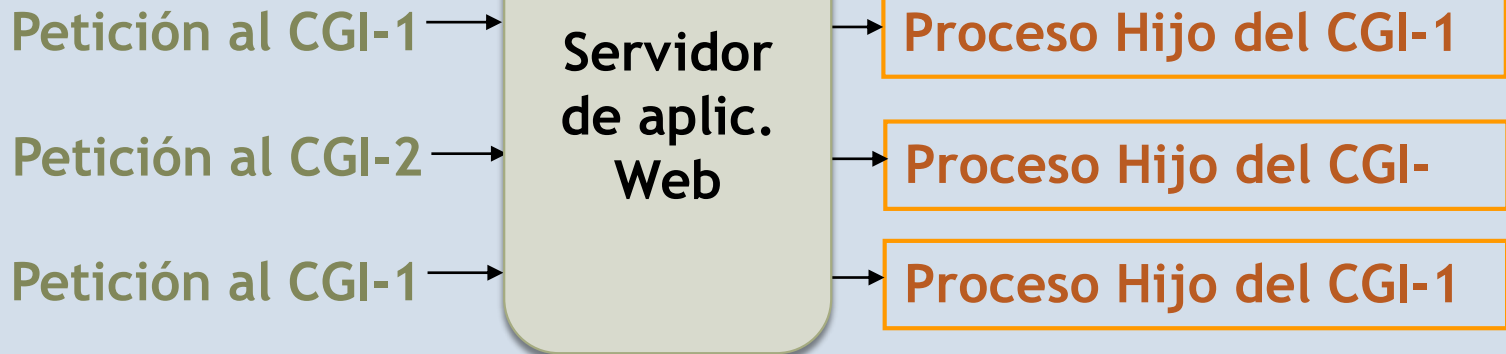 Petición al CGI-1
Servidor
de aplic.
Web
Proceso Hijo del CGI-1
Petición al CGI-2
Proceso Hijo del CGI-
Petición al CGI-1
Proceso Hijo del CGI-1